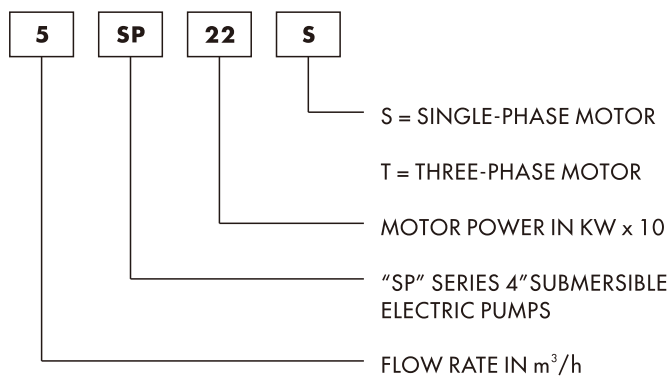 5 SP 22 S
S = SINGLE-PHASE MOTOR
T = THREE-PHASE MOTOR
MOTOR POWER IN KW x 10
“SP” SERIES 4”SUBMERSIBLE
ELECTRIC PUMPS
FLOW RATE IN m³/h